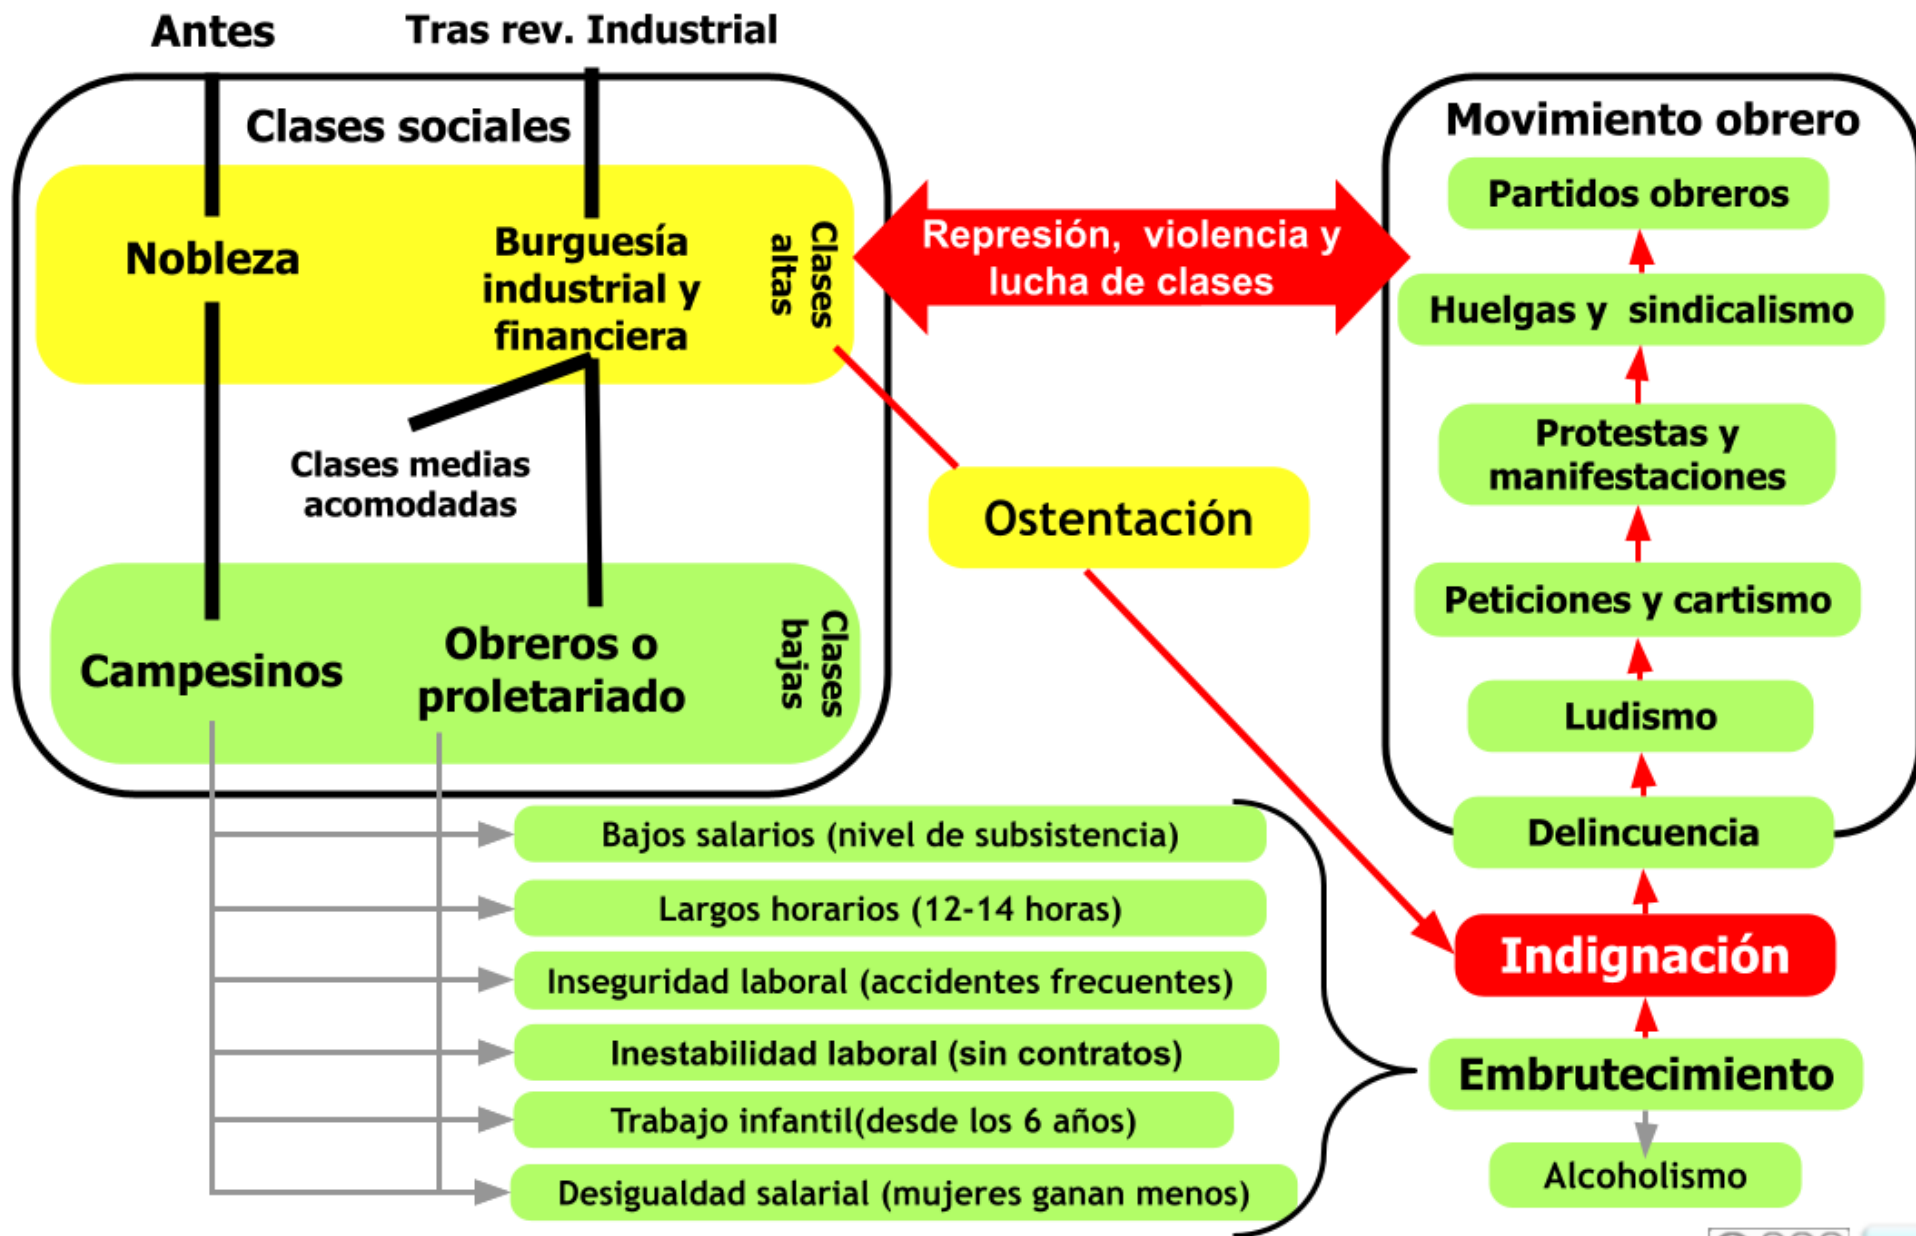 Antes
Tras rev. Industrial
Clases sociales
Nobleza
Burguesía
industrial y
financiera
Clases
altas
Clases medias
acomodadas
Campesinos
Obreros o
proletariado
Clases
bajas
Represión,  violencia y
lucha de clases
Ostentación
Bajos salarios (nivel de subsistencia)
Largos horarios (12-14 horas)
Inseguridad laboral (accidentes frecuentes)
Inestabilidad laboral (sin contratos)
Trabajo infantil(desde los 6 años)
Desigualdad salarial (mujeres ganan menos)
Movimiento obrero
Partidos obreros
Huelgas y  sindicalismo
Protestas y
manifestaciones
Peticiones y cartismo
Ludismo
Delincuencia
Indignación
Embrutecimiento
Alcoholismo